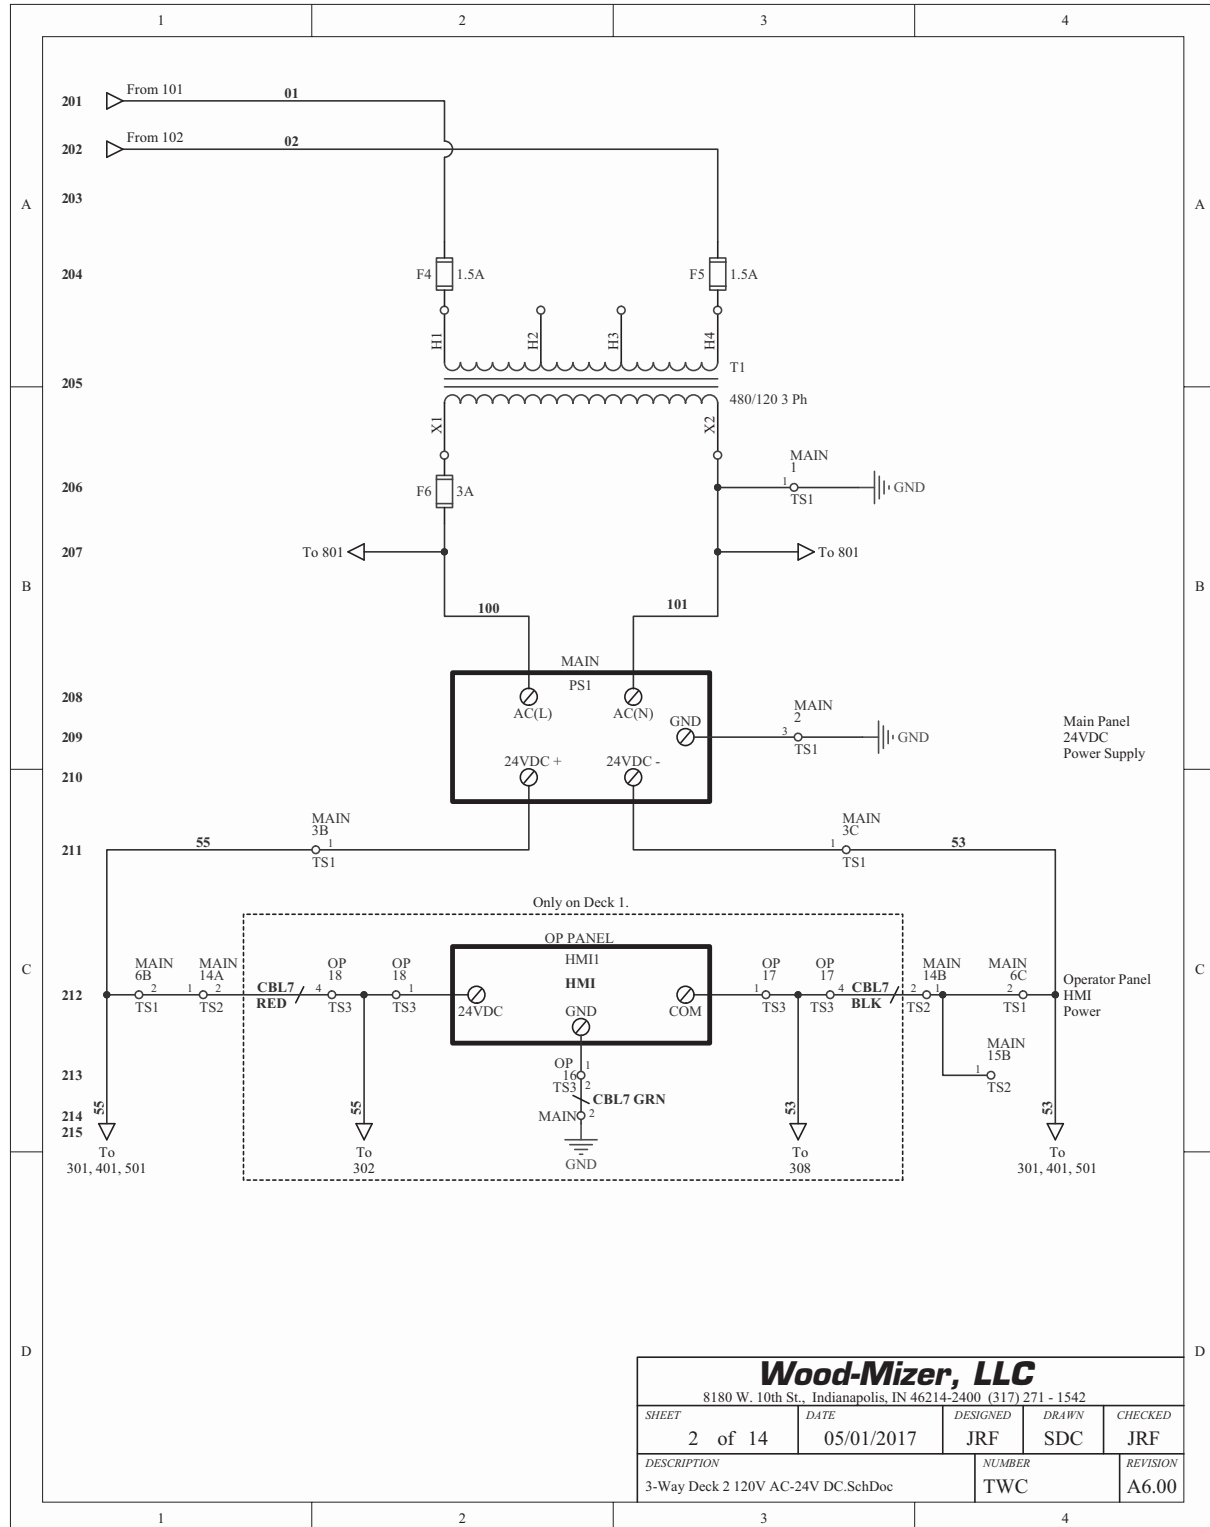 1 2 3 4
201 From 101 01
202 From 102 02
203
A A
204 F4 1.5A F5 1.5A
H1 H2 H3 H4
T1
205
480/120 3 Ph
X1 X2
MAIN
1
206 F6 3A 1 GND
TS1
207 To 801 To 801
B B
100 101
MAIN
PS1
208
AC(L) AC(N)
MAIN
2
GND
209 3 GND
TS1
Main Panel
24VDC
Power Supply
24VDC + 24VDC -
210
MAIN
3B
MAIN
3C
211 55 1 1 53
TS1 TS1
Only on Deck 1.
OP PANEL
HMI1
HMI
C C
MAIN
6B
MAIN
14A
OP
18
OP
18
OP
17
OP
17
MAIN
14B
MAIN
6C
212 2 1 2 CBL7 4 1 1 4 CBL7 2 1 2
TS1 TS2 RED TS3 TS3 24VDC COM TS3 TS3 BLK TS2 TS1
Operator Panel
HMI
Power
GND
MAIN
15B
OP
16
1
213 1
TS3 2 TS2
CBL7 GRN
214 MAIN 2
215 55 55 53 53
GND
To
301, 401, 501
To
302
To
308
To
301, 401, 501
D D
Wood-Mizer, LLC
8180 W. 10th St., Indianapolis, IN 46214-2400 (317) 271 - 1542
SHEET DATE DESIGNED DRAWN CHECKED
2 of 14 05/01/2017 JRF SDC JRF
DESCRIPTION NUMBER REVISION
3-Way Deck 2 120V AC-24V DC.SchDoc TWC A6.00
1 2 3 4